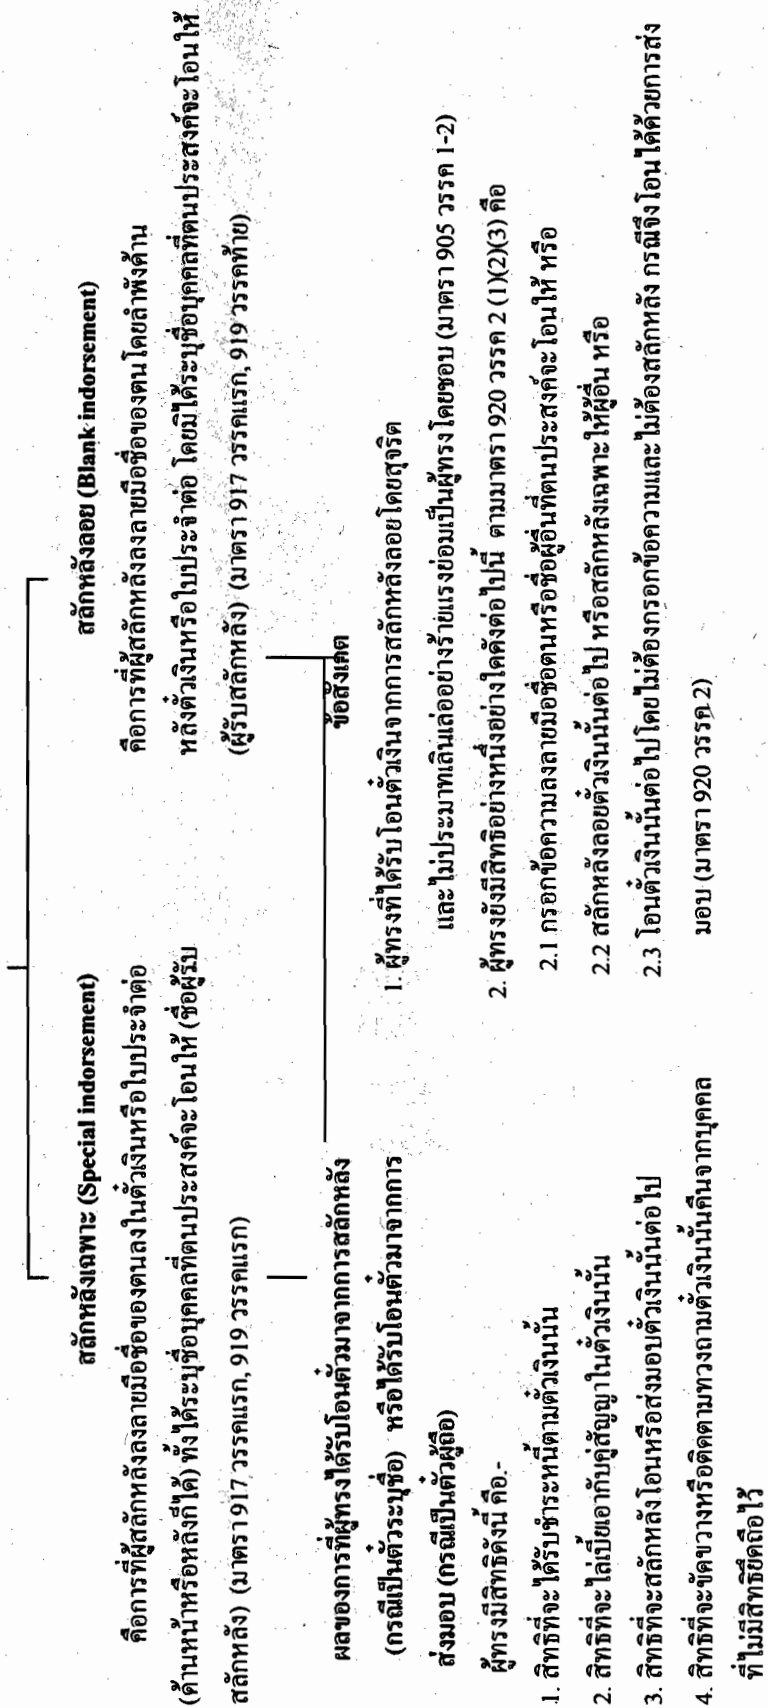 สลักหลังเฉพาะ (Special indorsement)
คือการที่ผู้สลักหลังลงลายมือชื่อของตนลงในตั๋วเงินหรือใบประจำต่อ
(ด้านหน้าหรือหลังก็ได้) ทั้งได้ระบุชื่อบุคคลที่ตนประสงค์จะโอนให้ (ชื่อผู้รับ
สลักหลัง) (มาตรา 917 วรรคแรก, 919 วรรคแรก)
สลักหลังลอย (Blank indorsement)
คือการที่ผู้สลักหลังลงลายมือชื่อของตนโดยลำพังด้าน
หลังตั๋วเงินหรือใบประจำต่อ โดยมิได้ระบุชื่อบุคคลที่ตนประสงค์จะโอนให้
(ผู้รับสลักหลัง) (มาตรา 917 วรรคแรก, 919 วรรคท้าย)
ผลของการที่ผู้ทรงได้รับโอนตั๋วมาจากการสลักหลัง
(กรณีเป็นตั๋วระบุชื่อ) หรือได้รับโอนตั๋วมาจากการ
ส่งมอบ (กรณีเป็นตั๋วผู้ถือ)
ผู้ทรงมีสิทธิดังนี้ คือ.-
1. สิทธิที่จะได้รับชำระหนี้ตามตั๋วเงินนั้น
2. สิทธิที่จะไล่เบี้ยเอากับคู่สัญญาในตั๋วเงินนั้น
3. สิทธิที่จะสลักหลังโอนหรือส่งมอบตั๋วเงินนั้นต่อไป
4. สิทธิที่จะขัดขวางหรือติดตามทวงถามตั๋วเงินนั้นคืนจากบุคคล
ที่ไม่มีสิทธิยึดถือไว้
ข้อสังเกต
1. ผู้ทรงที่ได้รับโอนตั๋วเงินจากการสลักหลังลอยโดยสุจริต
และไม่ประมาทเลินเล่ออย่างร้ายแรงย่อมเป็นผู้ทรงโดยชอบ (มาตรา 905 วรรค 1-2)
2. ผู้ทรงยังมีสิทธิอย่างหนึ่งอย่างใดดังต่อไปนี้ ตามมาตรา 920 วรรค 2 (1)(2)(3) คือ
2.1 กรอกข้อความลงลายมือชื่อตนหรือชื่อผู้อื่นที่ตนประสงค์จะโอนให้ หรือ
2.2 สลักหลังลอยตั๋วเงินนั้นต่อไป หรือสลักหลังเฉพาะให้ผู้อื่น หรือ
2.3 โอนตั๋วเงินนั้นต่อไปโดยไม่ต้องกรอกข้อความและไม่ต้องสลักหลัง กรณีจึงโอนได้ด้วยการส่ง
มอบ (มาตรา 920 วรรค 2)